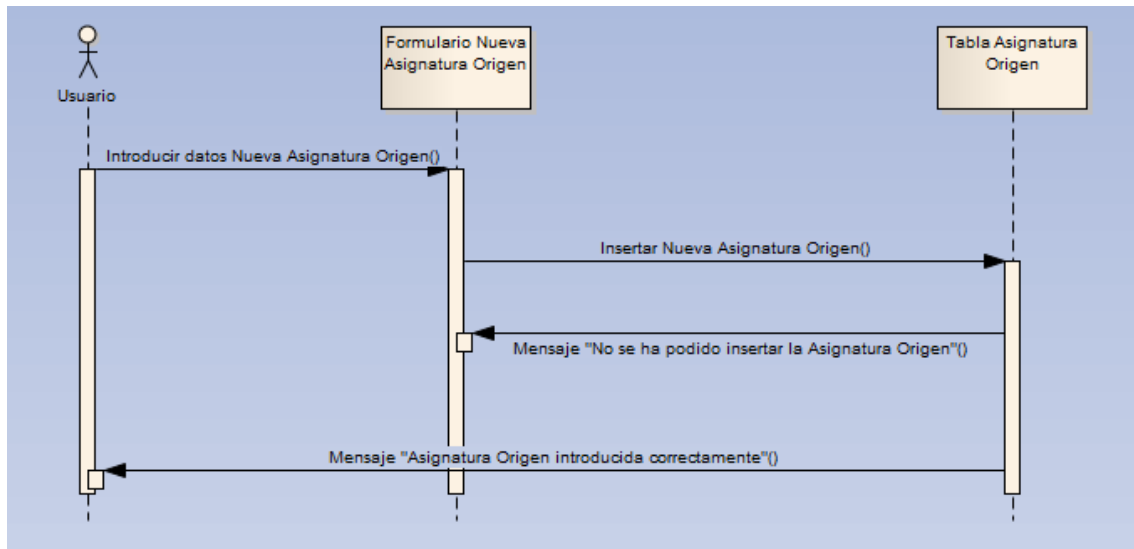 Usuario
Formulario Nueva
Asignatura Origen
Tabla Asignatura
Origen
Introducir datos Nueva Asignatura Origen()
Insertar Nueva Asignatura Origen()
Mensaje "No se ha podido insertar la Asignatura Origen"()
Mensaje "Asignatura Origen introducida correctamente"()